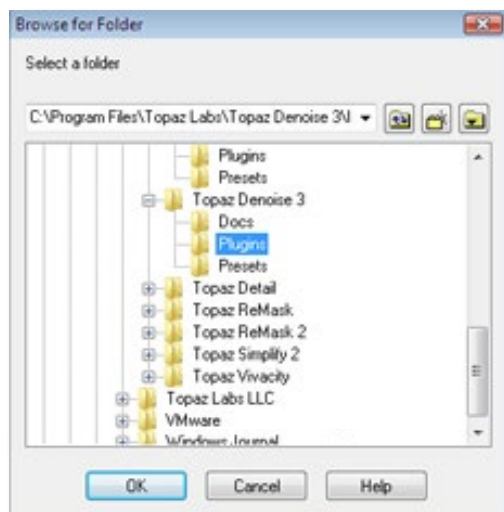 Browse for Folder
Select a folder
C:\Program Files\Topaz Labs\Topaz Denoise 3\
Plugins
Presets
Topaz Denoise 3
Docs
Plugins
Presets
Topaz Detail
Topaz ReMask
Topaz ReMask 2
Topaz Simplify 2
Topaz Vivacity
Topaz Labs LLC
VMware
Windows Journal
OK Cancel Help